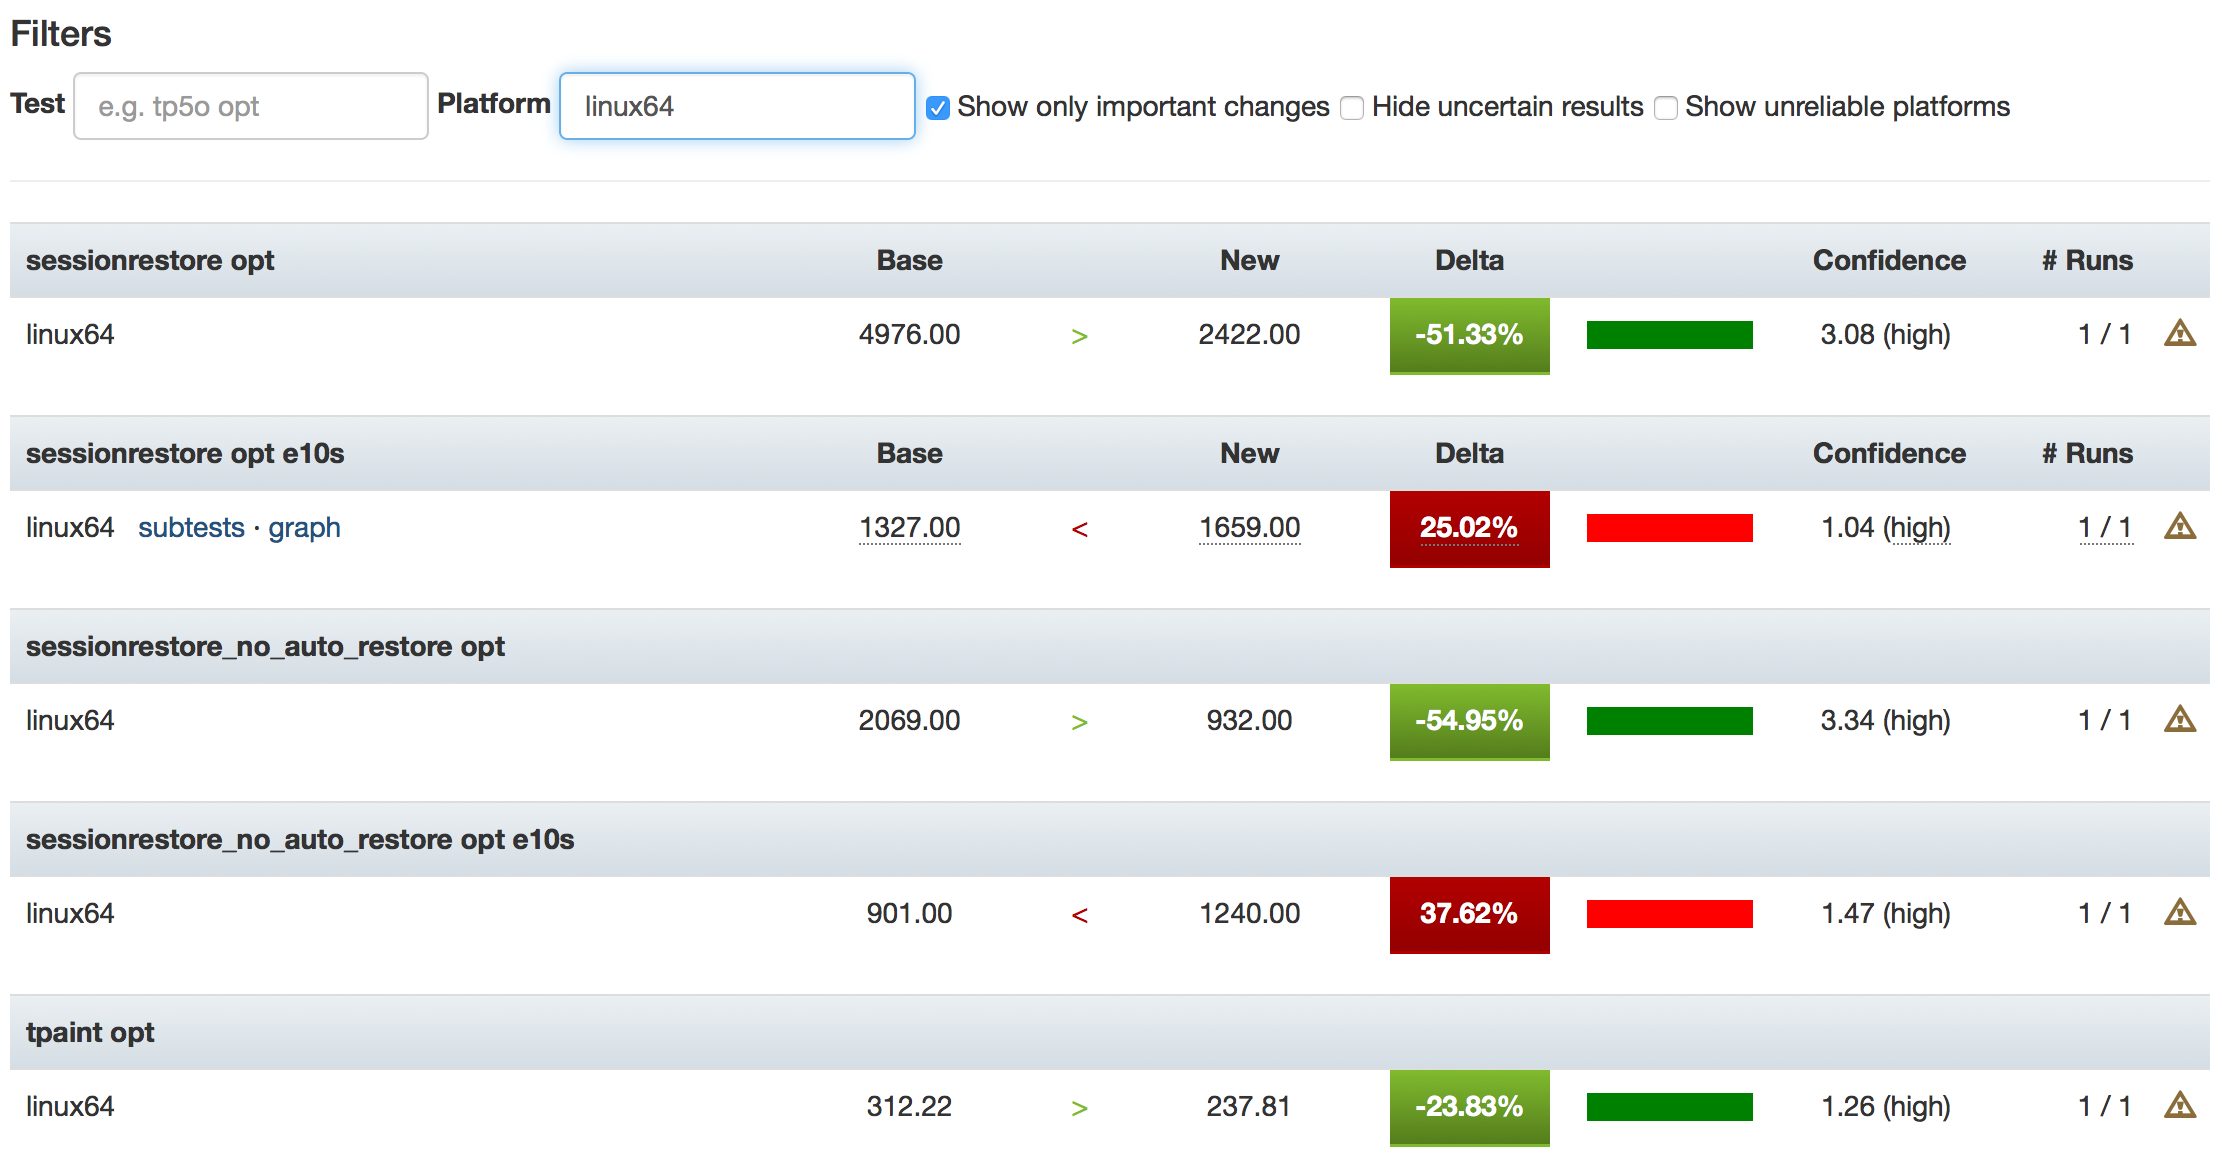 Filters
Test e.g. tp5o opt Platform linux64 Show only important changes Hide uncertain results Show unreliable platforms
sessionrestore opt Base New Delta Confidence # Runs
linux64 4976.00 > 2422.00 -51.33% 3.08 (high) 1 / 1
sessionrestore opt e10s Base New Delta Confidence # Runs
linux64 subtests · graph 1327.00 < 1659.00 25.02% 1.04 (high) 1 / 1
sessionrestore_no_auto_restore opt
linux64 2069.00 > 932.00 -54.95% 3.34 (high) 1 / 1
sessionrestore_no_auto_restore opt e10s
linux64 901.00 < 1240.00 37.62% 1.47 (high) 1 / 1
tpaint opt
linux64 312.22 > 237.81 -23.83% 1.26 (high) 1 / 1